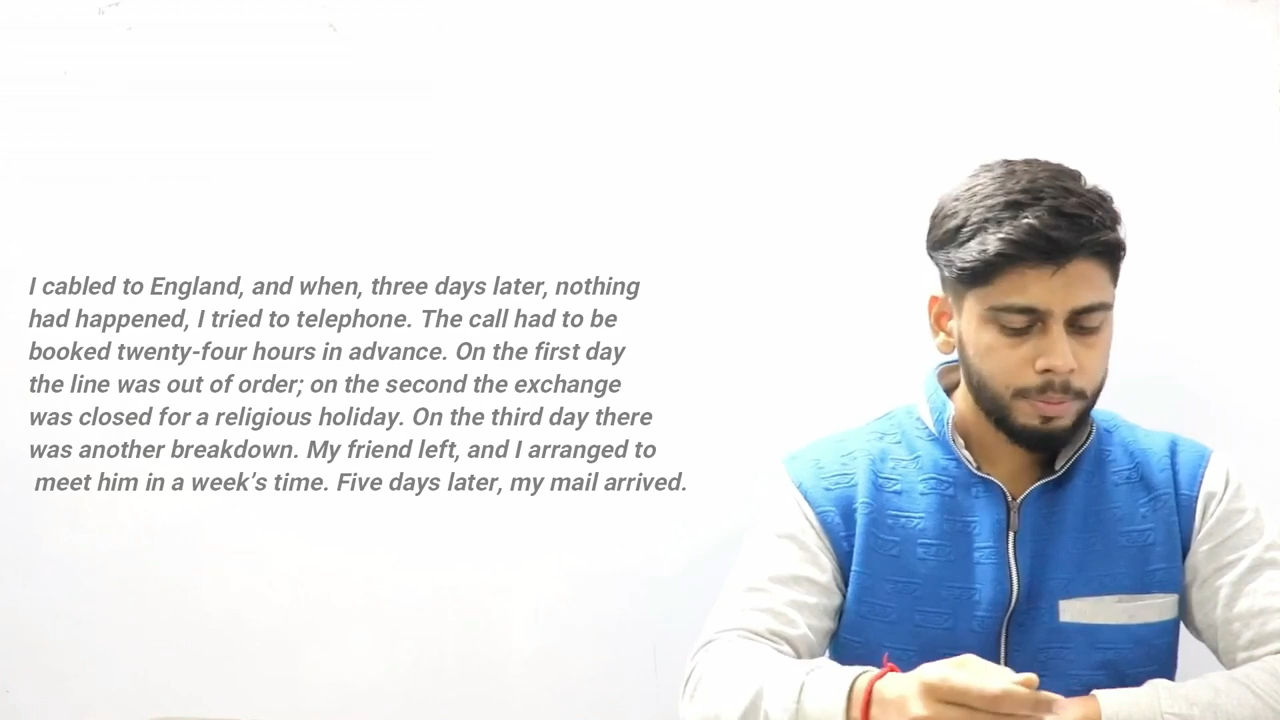 I cabled to England, and when, three days later, nothing
had happened, I tried to telephone. The call had to be
booked twenty-four hours in advance. On the first day
the line was out of order; on the second the exchange
was closed for a religious holiday. On the third day there
was another breakdown. My friend left, and I arranged to
meet him in a week’s time. Five days later, my mail arrived.